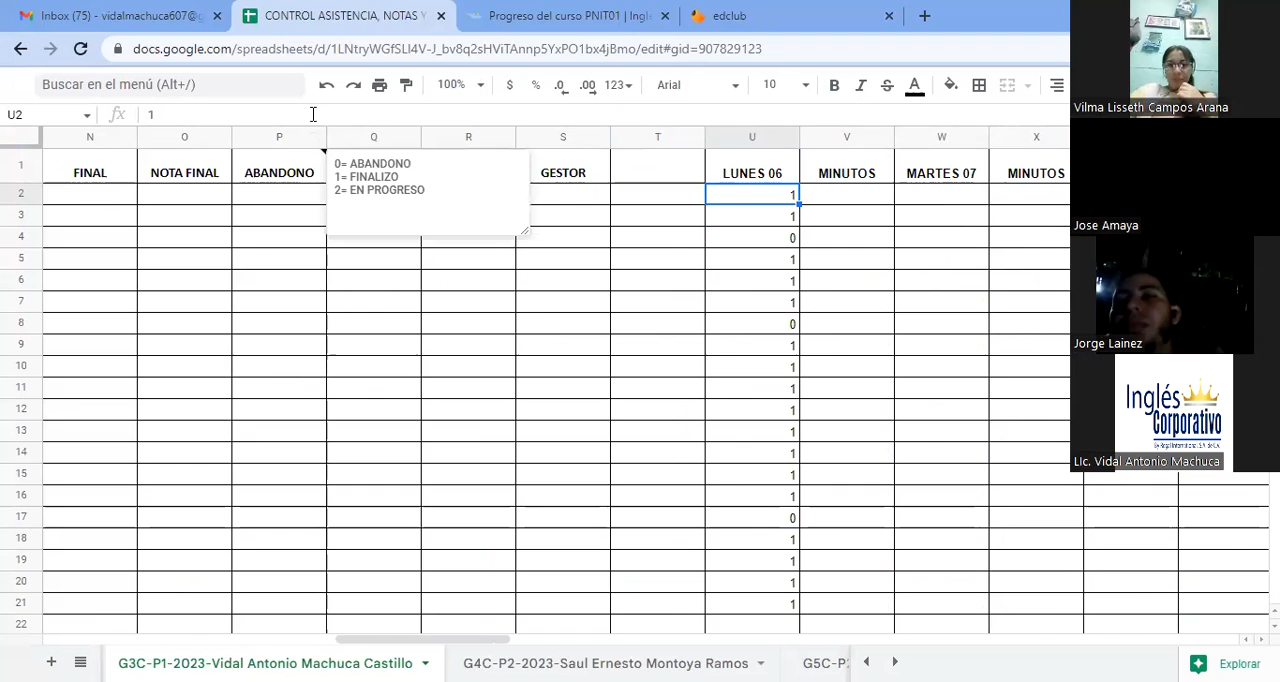 Inbox (75) - vidalmachuca607@g
CONTROL ASISTENCIA, NOTAS Y
Progreso del curso PNIT01 | Ingl
edclub
docs.google.com/spreadsheets/d/1LNtryWGfSLI4V-J_bv8q2sHViTAnnp5YxPO1bx4jBmo/edit#gid=907829123
Buscar en el menú (Alt+/)
100%
$
%
.0
.00
123
Arial
10
B
I
S
A
U2
fx
1
N
O
P
Q
R
S
T
U
V
W
X
1
FINAL
NOTA FINAL
ABANDONO
0= ABANDONO
1= FINALIZO
2= EN PROGRESO
GESTOR
LUNES 06
MINUTOS
MARTES 07
MINUTOS
2 1
3 1
4 0
5 1
6 1
7 1
8 0
9 1
10 1
11 1
12 1
13 1
14 1
15 1
16 1
17 0
18 1
19 1
20 1
21 1
22
G3C-P1-2023-Vidal Antonio Machuca Castillo
G4C-P2-2023-Saul Ernesto Montoya Ramos
G5C-P
Explorar
Vilma Lisseth Campos Arana
Jose Amaya
Jorge Lainez
Inglés
Corporativo
By Regal International, S.A. de C.V.
LIc. Vidal Antonio Machuca